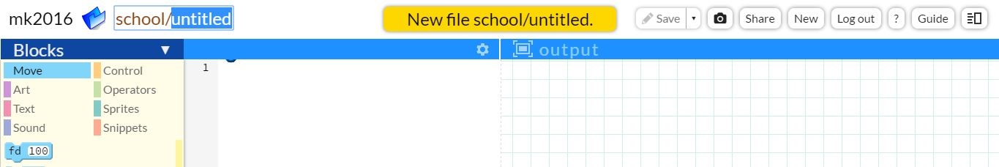 mk2016 school/untitled New file school/untitled. Save Share New Log out ? Guide
Blocks output
Move Control 1
Art Operators
Text Sprites
Sound Snippets
fd 100